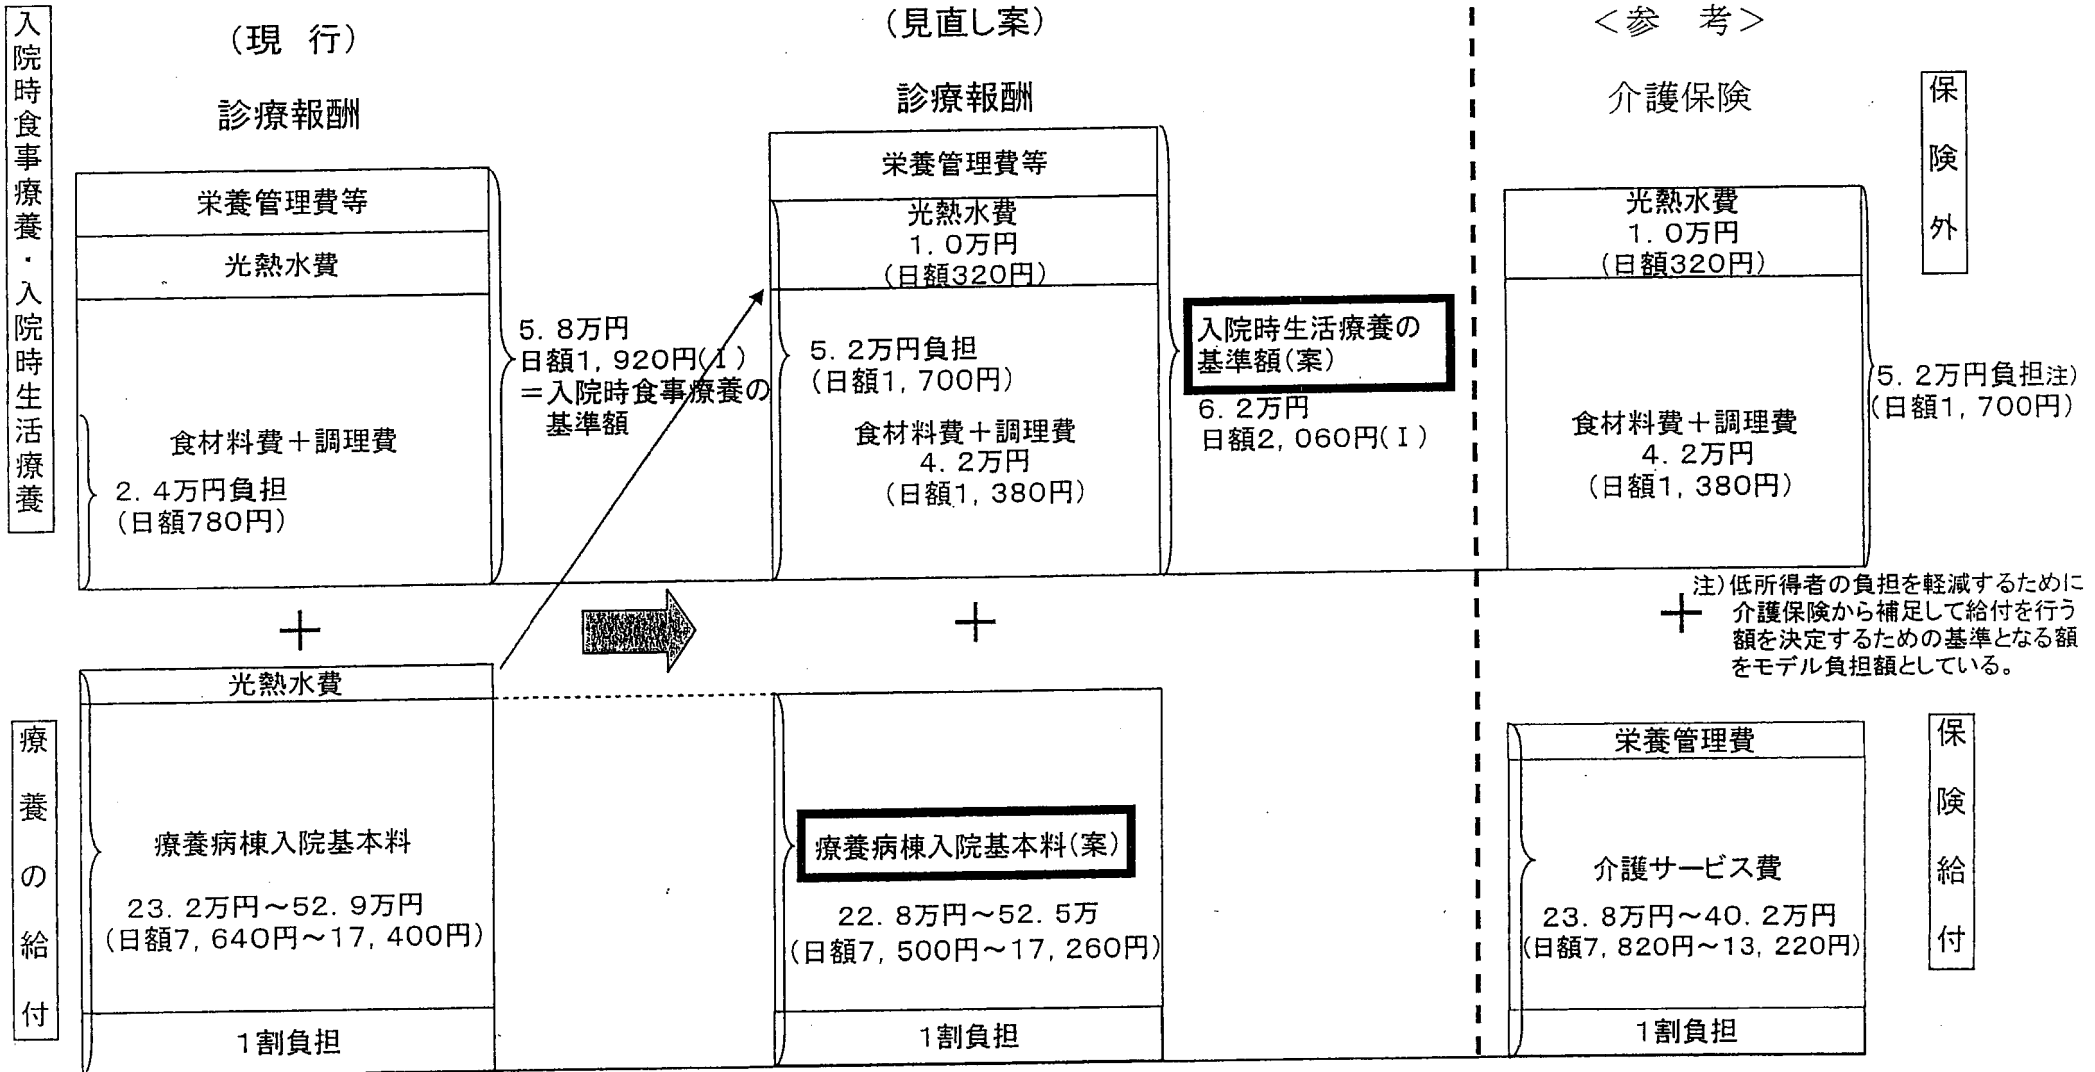 入院時食事療養・入院時生活療養
(現 行)
診療報酬
栄養管理費等
光熱水費
食材料費+調理費
2.4万円負担
(日額780円)
5.8万円
日額1,920円(Ⅰ)
=入院時食事療養の
基準額
(見直し案)
診療報酬
栄養管理費等
光熱水費
1.0万円
(日額320円)
5.2万円負担
(日額1,700円)
食材料費+調理費
4.2万円
(日額1,380円)
入院時生活療養の
基準額(案)
6.2万円
日額2,060円(Ⅰ)
<参 考>
介護保険
光熱水費
1.0万円
(日額320円)
食材料費+調理費
4.2万円
(日額1,380円)
5.2万円負担注)
(日額1,700円)
保険外
+
+
+
注)低所得者の負担を軽減するために
介護保険から補足して給付を行う
額を決定するための基準となる額
をモデル負担額としている。
療養の給付
光熱水費
療養病棟入院基本料
23.2万円~52.9万円
(日額7,640円~17,400円)
1割負担
療養病棟入院基本料(案)
22.8万円~52.5万
(日額7,500円~17,260円)
1割負担
栄養管理費
介護サービス費
23.8万円~40.2万円
(日額7,820円~13,220円)
1割負担
保険給付